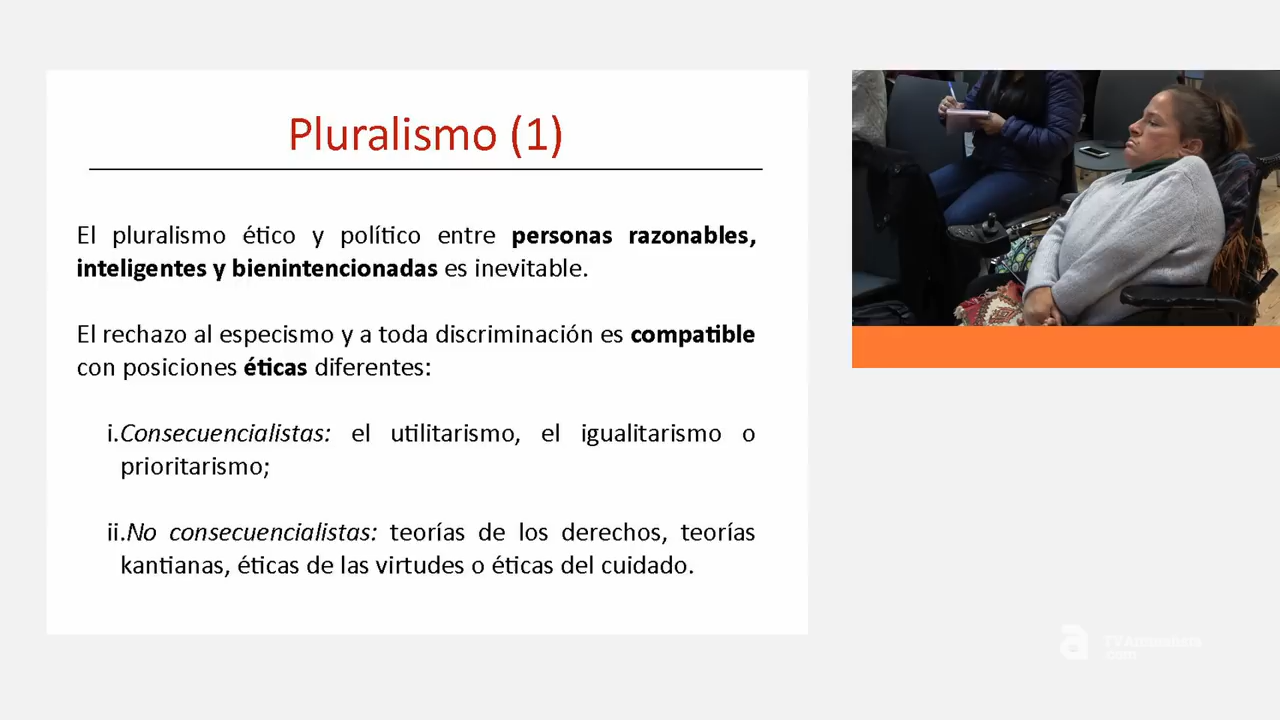 Pluralismo (1)
El pluralismo ético y político entre personas razonables,
inteligentes y bienintencionadas es inevitable.
El rechazo al especismo y a toda discriminación es compatible
con posiciones éticas diferentes:
i.Consecuencialistas: el utilitarismo, el igualitarismo o
prioritarismo;
ii.No consecuencialistas: teorías de los derechos, teorías
kantianas, éticas de las virtudes o éticas del cuidado.
a